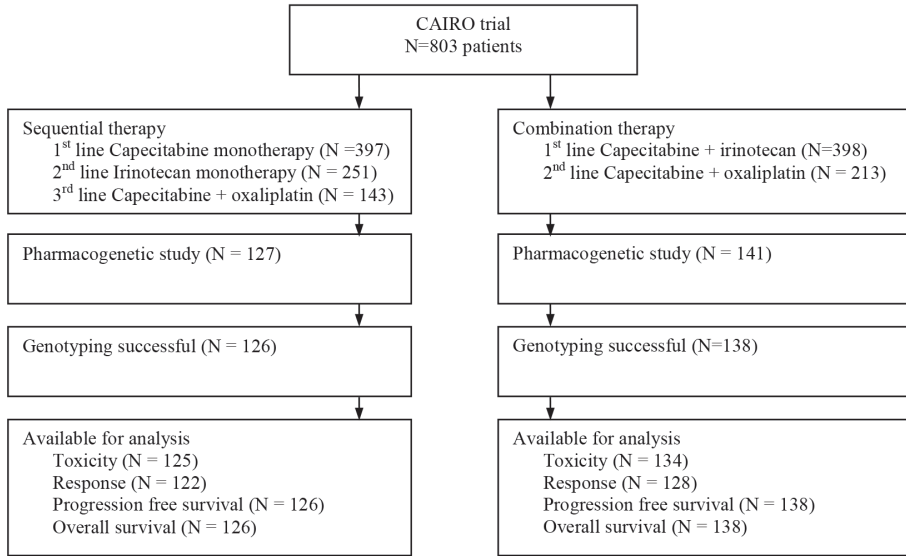 CAIRO trial
N=803 patients
Sequential therapy
1st line Capecitabine monotherapy (N =397)
2nd line Irinotecan monotherapy (N = 251)
3rd line Capecitabine + oxaliplatin (N = 143)
Pharmacogenetic study (N = 127)
Genotyping successful (N = 126)
Available for analysis
Toxicity (N = 125)
Response (N = 122)
Progression free survival (N = 126)
Overall survival (N = 126)
Combination therapy
1st line Capecitabine + irinotecan (N=398)
2nd line Capecitabine + oxaliplatin (N = 213)
Pharmacogenetic study (N = 141)
Genotyping successful (N=138)
Available for analysis
Toxicity (N = 134)
Response (N = 128)
Progression free survival (N = 138)
Overall survival (N = 138)